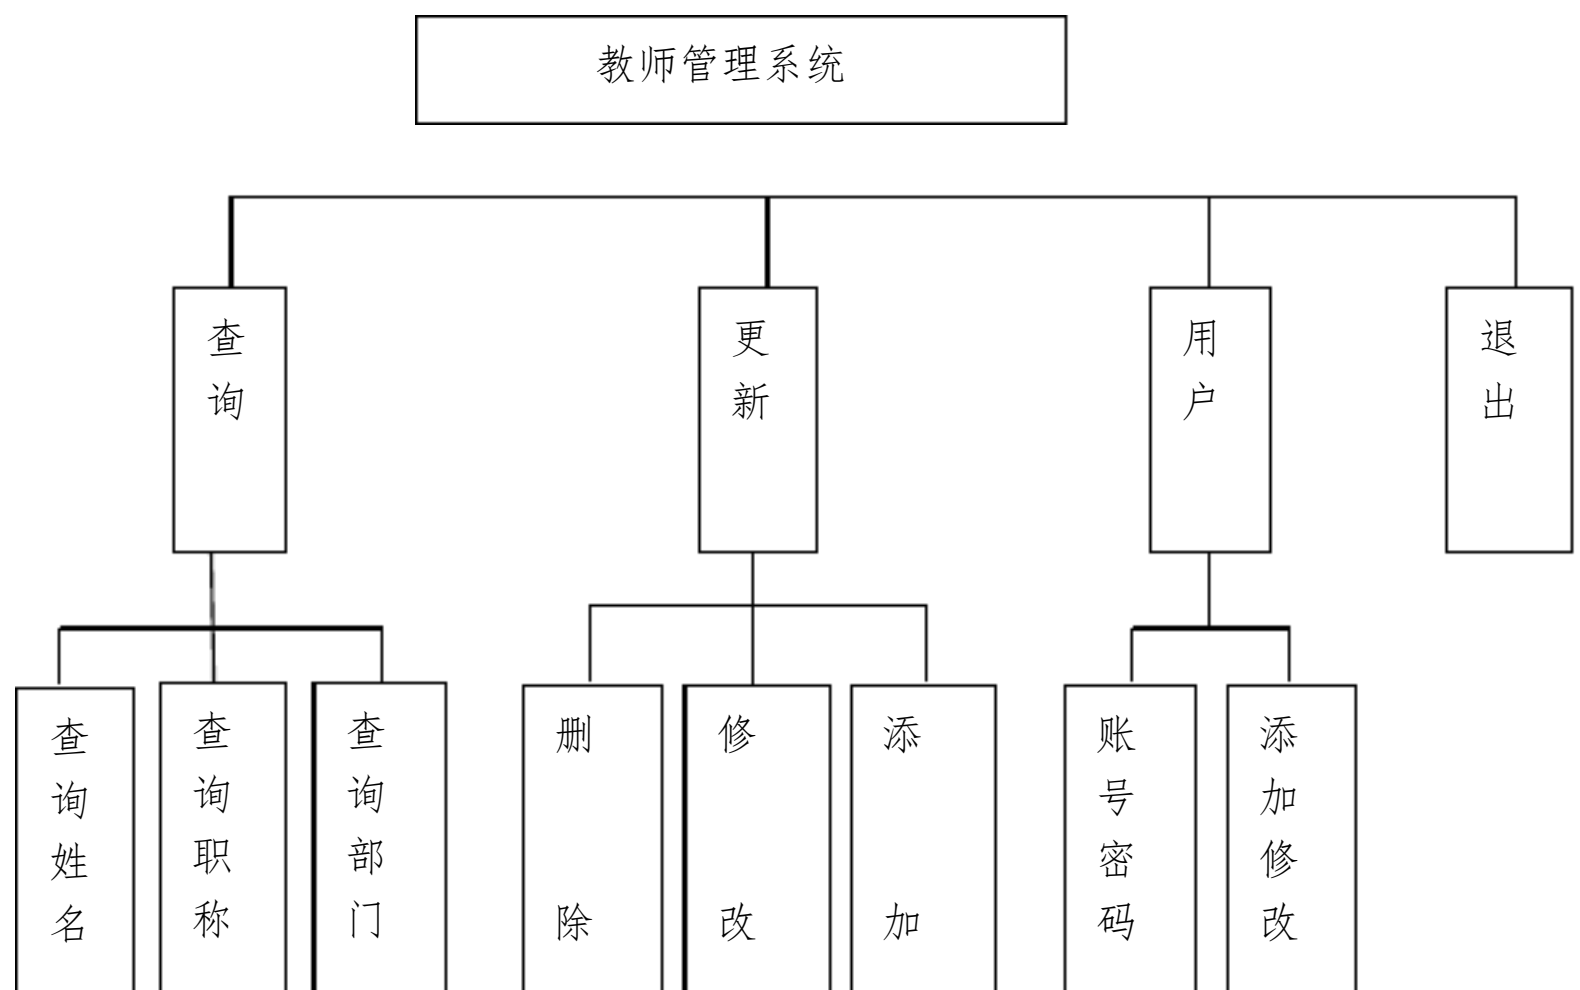 教师管理系统
查询
更新
用户
退出
查询姓名
查询职称
查询部门
删除
修改
添加
账号密码
添加修改